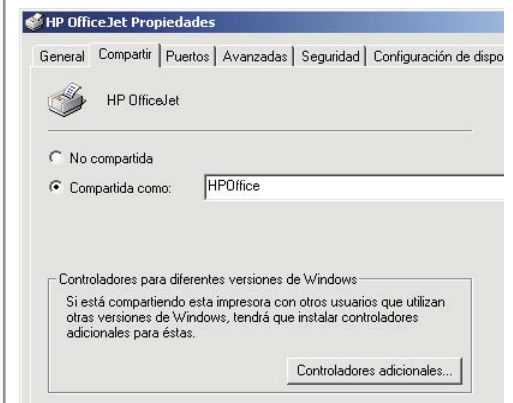 HP OfficeJet Propiedades
General Compartir Puertos Avanzadas Seguridad Configuración de dispo
HP OfficeJet
No compartida
Compartida como: HPOffice
Controladores para diferentes versiones de Windows
Si está compartiendo esta impresora con otros usuarios que utilizan
otras versiones de Windows, tendrá que instalar controladores
adicionales para éstas.
Controladores adicionales...